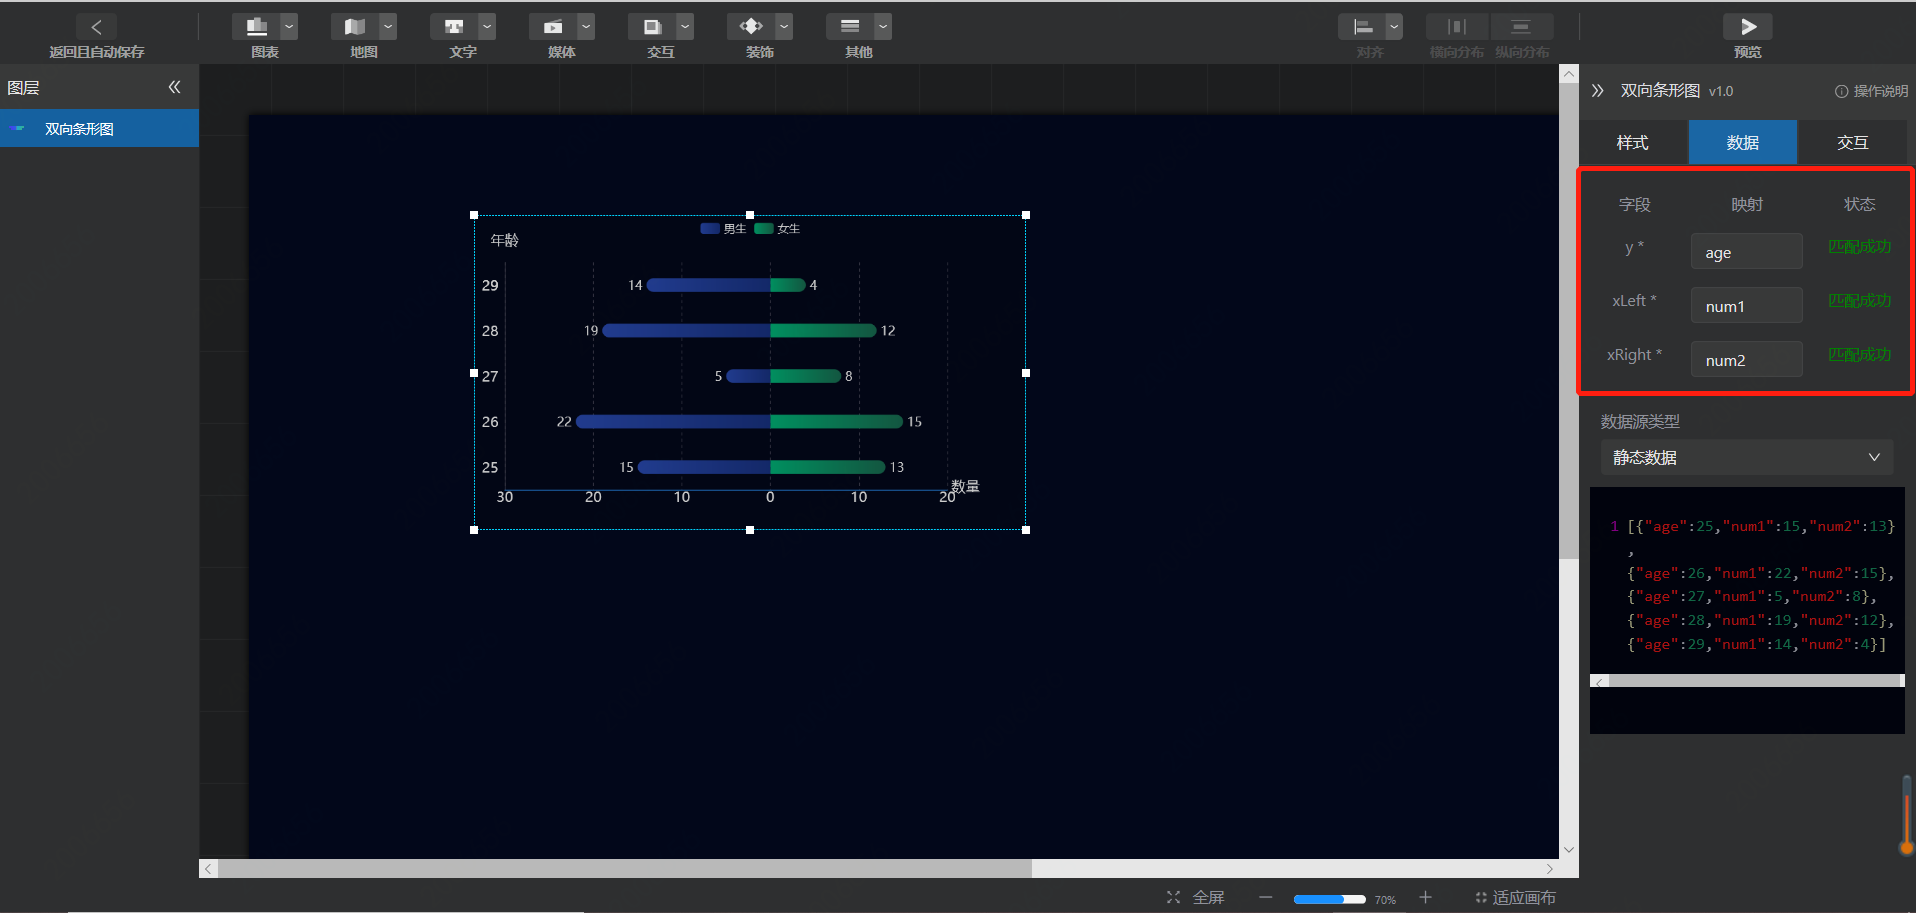 返回且自动保存
图表
地图
文字
媒体
交互
装饰
其他
对齐
横向分布
纵向分布
预览
图层
双向条形图
年龄
男生 女生
29 14 4
28 19 12
27 5 8
26 22 15
25 15 13
30 20 10 0 10 20 数量
双向条形图 v1.0 操作说明
样式 数据 交互
字段 映射 状态
y * age 匹配成功
xLeft * num1 匹配成功
xRight * num2 匹配成功
数据源类型
静态数据
1 [{"age":25,"num1":15,"num2":13}
,
{"age":26,"num1":22,"num2":15},
{"age":27,"num1":5,"num2":8},
{"age":28,"num1":19,"num2":12},
{"age":29,"num1":14,"num2":4}]
全屏 70% 适应画布